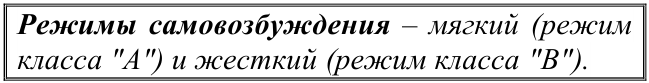 Режимы самовозбуждения – мягкий (режим
класса "А") и жесткий (режим класса "В").